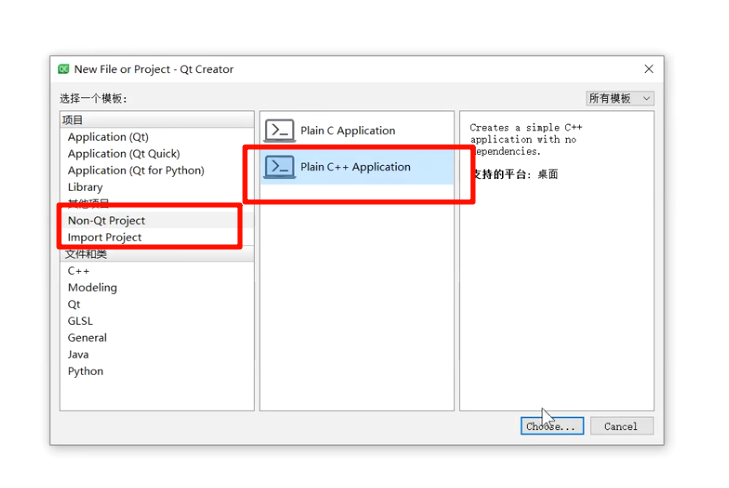 New File or Project - Qt Creator
选择一个模板:
所有模板
项目
Application (Qt)
Application (Qt Quick)
Application (Qt for Python)
Library
其他项目
Non-Qt Project
Import Project
文件和类
C++
Modeling
Qt
GLSL
General
Java
Python
Plain C Application
Plain C++ Application
Creates a simple C++
application with no
dependencies.
支持的平台: 桌面
Choose...
Cancel